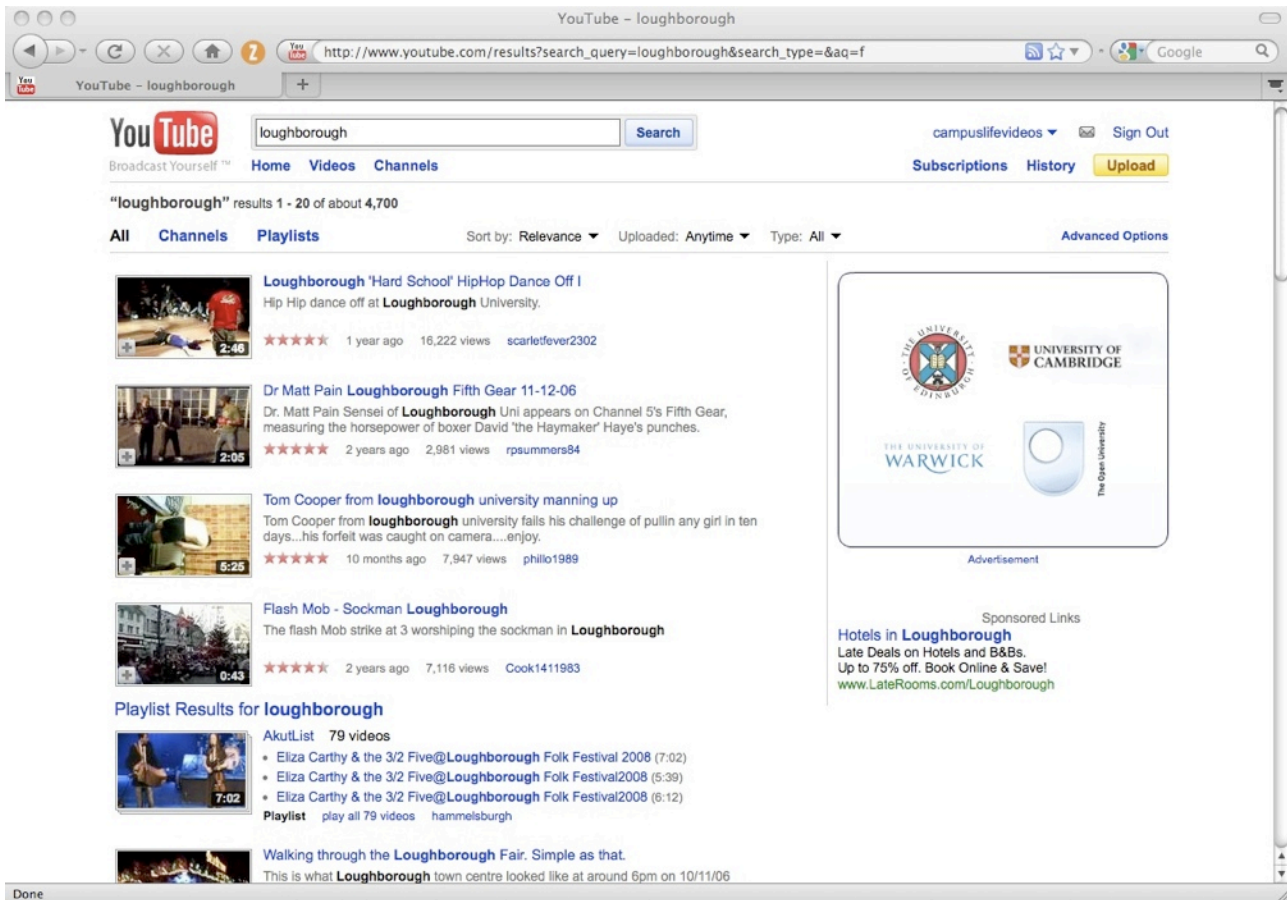 YouTube – loughborough
http://www.youtube.com/results?search_query=loughborough&search_type=&aq=f
Google
You Tube
YouTube – loughborough
+
You Tube
Broadcast Yourself ™
loughborough
Search
campuslifevideos
Sign Out
Home Videos Channels
Subscriptions History Upload
"loughborough" results 1 - 20 of about 4,700
All Channels Playlists
Sort by: Relevance Uploaded: Anytime Type: All
Advanced Options
2:46
Loughborough 'Hard School' HipHop Dance Off I
Hip Hip dance off at Loughborough University.
1 year ago 16,222 views scarletfever2302
2:05
Dr Matt Pain Loughborough Fifth Gear 11-12-06
Dr. Matt Pain Sensei of Loughborough Uni appears on Channel 5's Fifth Gear,
measuring the horsepower of boxer David 'the Haymaker' Haye's punches.
2 years ago 2,981 views rpsummers84
5:25
Tom Cooper from loughborough university manning up
Tom Cooper from loughborough university fails his challenge of pullin any girl in ten
days...his forfeit was caught on camera....enjoy.
10 months ago 7,947 views phillo1989
0:43
Flash Mob - Sockman Loughborough
The flash Mob strike at 3 worshiping the sockman in Loughborough
2 years ago 7,116 views Cook1411983
Playlist Results for loughborough
7:02
AkutList 79 videos
Eliza Carthy & the 3/2 Five@Loughborough Folk Festival 2008 (7:02)
Eliza Carthy & the 3/2 Five@Loughborough Folk Festival2008 (5:39)
Eliza Carthy & the 3/2 Five@Loughborough Folk Festival2008 (6:12)
Playlist play all 79 videos hammelsburgh
Walking through the Loughborough Fair. Simple as that.
This is what Loughborough town centre looked like at around 6pm on 10/11/06
THE UNIVERSITY OF EDINBURGH
UNIVERSITY OF
CAMBRIDGE
THE UNIVERSITY OF
WARWICK
The Open University
Advertisement
Sponsored Links
Hotels in Loughborough
Late Deals on Hotels and B&Bs.
Up to 75% off. Book Online & Save!
www.LateRooms.com/Loughborough
Done